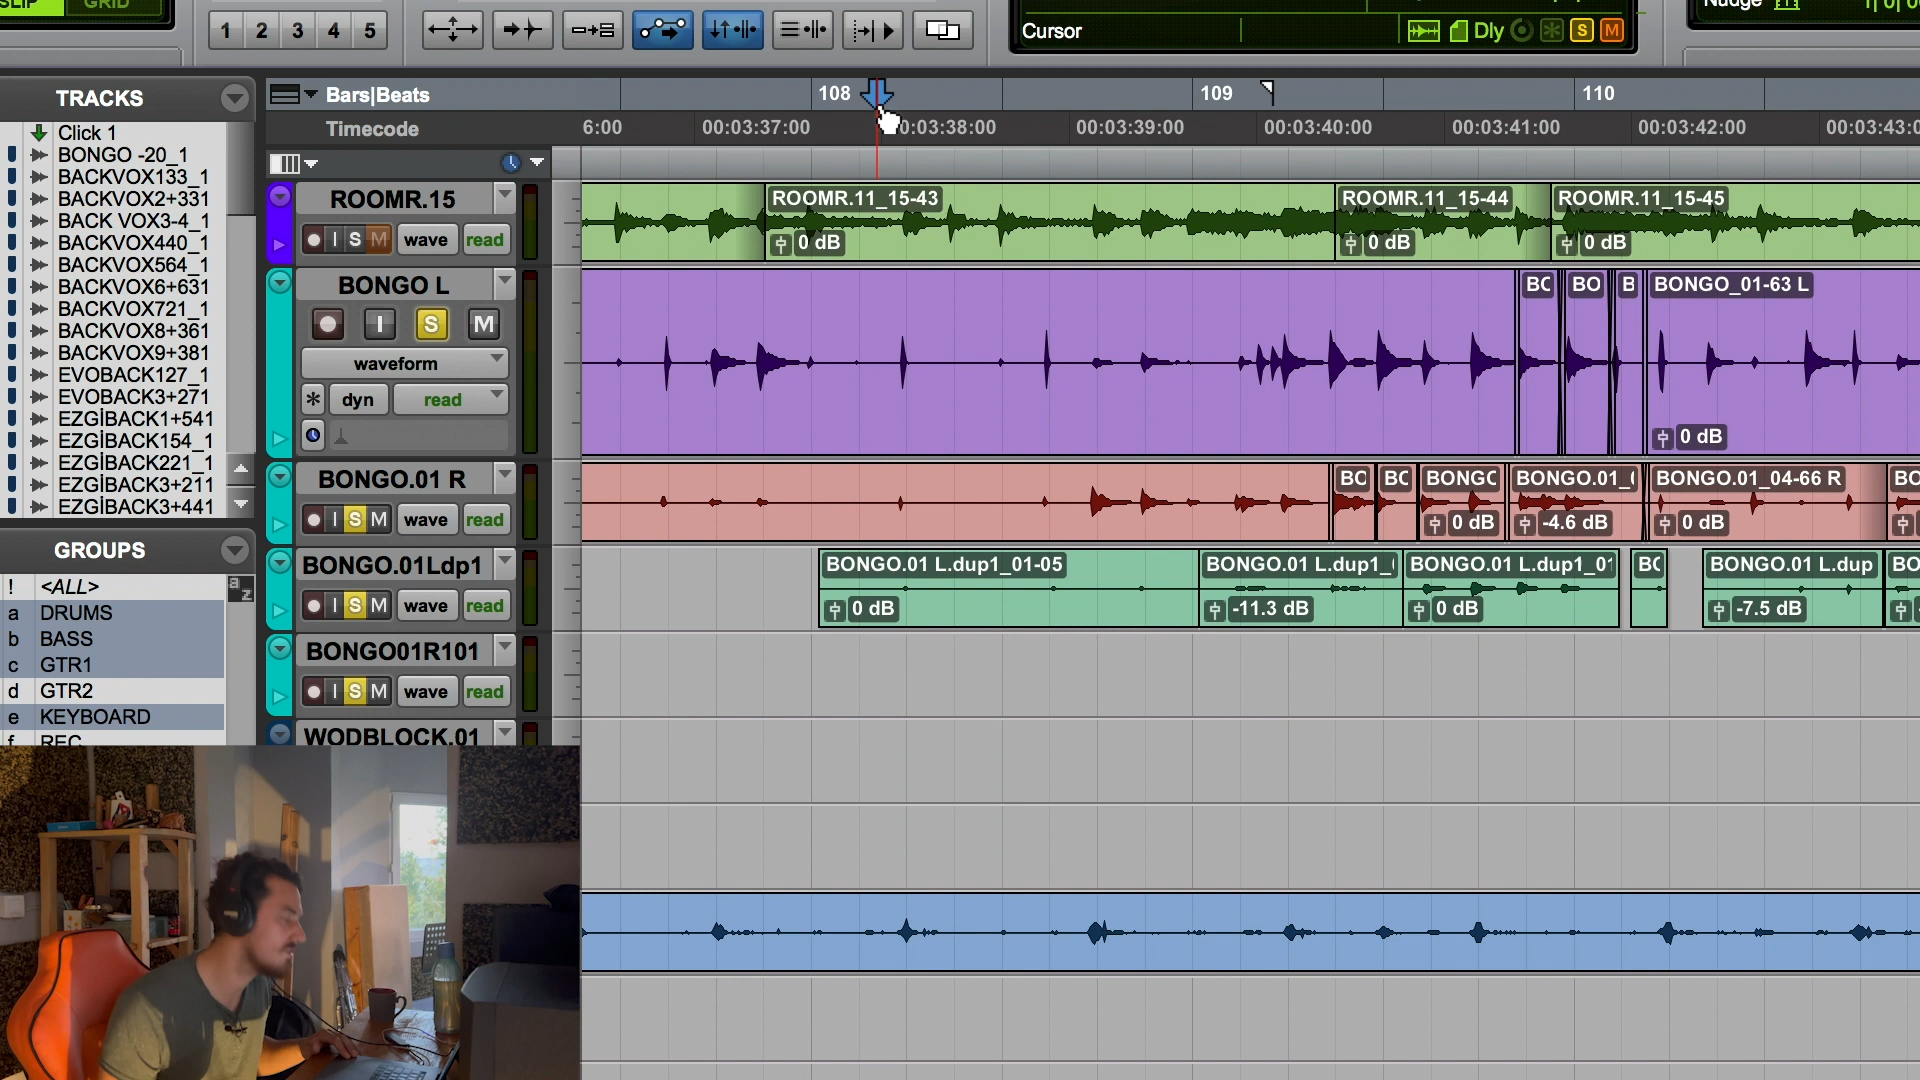 SLIP GRID
1 2 3 4 5
Cursor
Dly
S M
Nudge
TRACKS
Click 1
BONGO -20_1
BACKVOX133_1
BACKVOX2+331
BACK VOX3-4_1
BACKVOX440_1
BACKVOX564_1
BACKVOX6+631
BACKVOX721_1
BACKVOX8+361
BACKVOX9+381
EVOBACK127_1
EVOBACK3+271
EZGİBACK1+541
EZGİBACK154_1
EZGİBACK221_1
EZGİBACK3+211
EZGİBACK3+441
GROUPS
! <ALL>
a DRUMS
b BASS
c GTR1
d GTR2
e KEYBOARD
f REC
a z
Bars|Beats
108 109 110
Timecode
6:00 00:03:37:00 00:03:38:00 00:03:39:00 00:03:40:00 00:03:41:00 00:03:42:00 00:03:43:0
ROOMR.15
I S M wave read
ROOMR.11_15-43 ROOMR.11_15-44 ROOMR.11_15-45
0 dB 0 dB 0 dB
BONGO L
I S M
waveform
* dyn read
BO BO B BONGO_01-63 L
0 dB
BONGO.01 R
I S M wave read
BO BO BONGO BONGO.01_0 BONGO.01_04-66 R BO
0 dB -4.6 dB 0 dB
BONGO.01Ldp1
I S M wave read
BONGO.01 L.dup1_01-05 BONGO.01 L.dup1_0 BONGO.01 L.dup1_01 BO BONGO.01 L.dup BO
0 dB -11.3 dB 0 dB -7.5 dB
BONGO01R101
I S M wave read
WODBLOCK.01